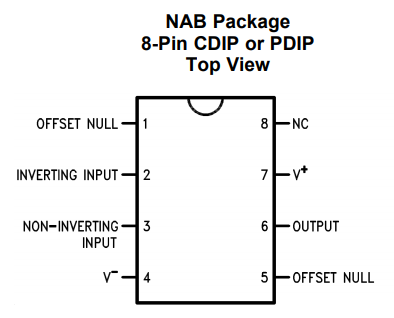 NAB Package
8-Pin CDIP or PDIP
Top View
OFFSET NULL 1
8 NC
INVERTING INPUT 2
7 V+
NON-INVERTING
INPUT
3
6 OUTPUT
V- 4
5 OFFSET NULL